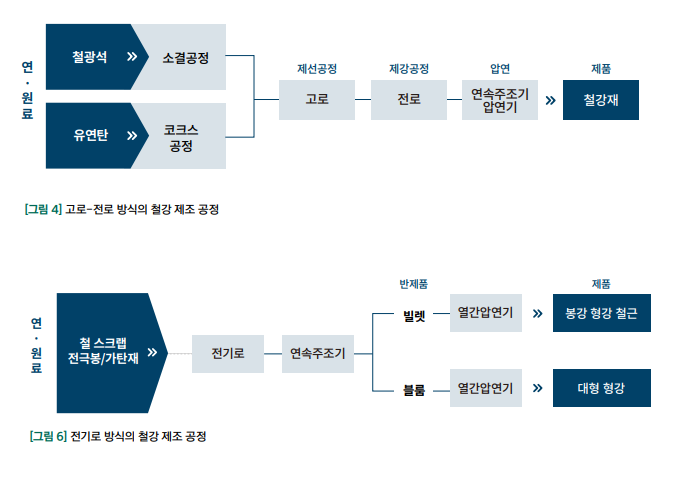 연
·
원
료
철광석
소결공정
유연탄
코크스
공정
제선공정
고로
제강공정
전로
압연
연속주조기
압연기
제품
철강재
[그림 4] 고로-전로 방식의 철강 제조 공정
연
·
원
료
철 스크랩
전극봉/가탄재
전기로
연속주조기
반제품
빌렛
열간압연기
제품
봉강 형강 철근
블룸
열간압연기
대형 형강
[그림 6] 전기로 방식의 철강 제조 공정